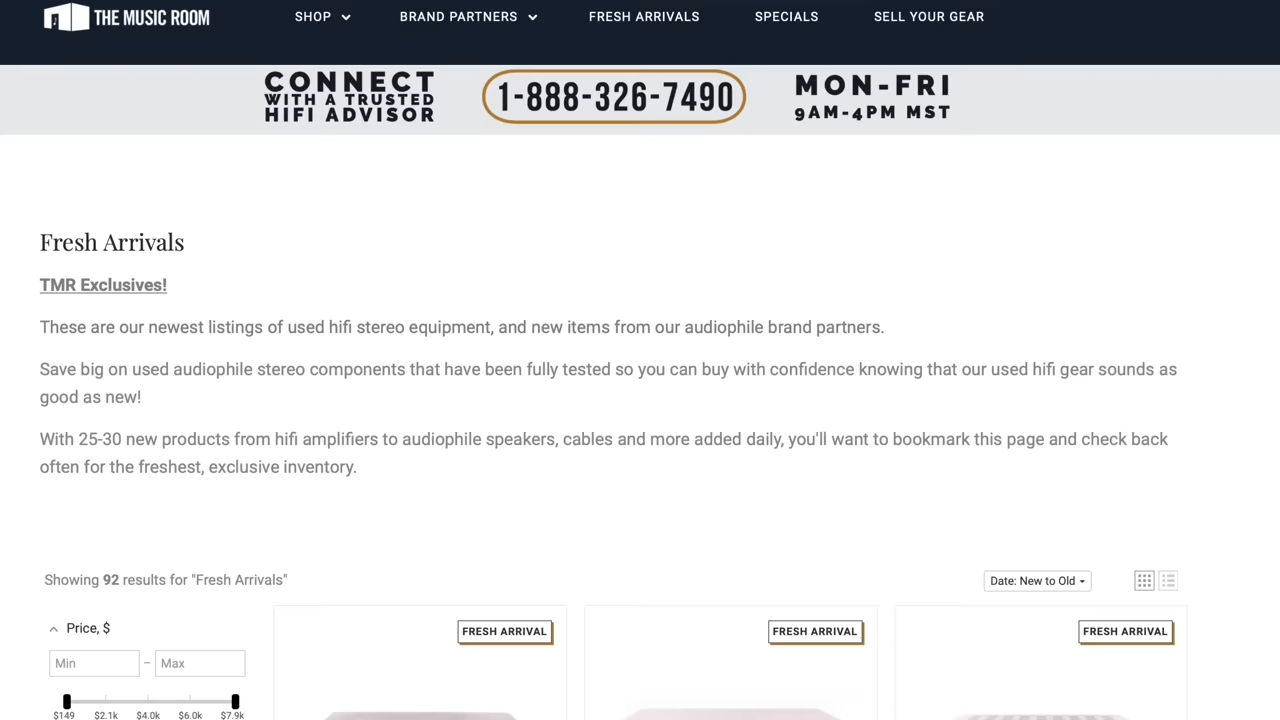 THE MUSIC ROOM
SHOP
BRAND PARTNERS
FRESH ARRIVALS
SPECIALS
SELL YOUR GEAR
CONNECT
WITH A TRUSTED
HIFI ADVISOR
1-888-326-7490
MON-FRI
9AM-4PM MST
Fresh Arrivals
TMR Exclusives!
These are our newest listings of used hifi stereo equipment, and new items from our audiophile brand partners.
Save big on used audiophile stereo components that have been fully tested so you can buy with confidence knowing that our used hifi gear sounds as
good as new!
With 25-30 new products from hifi amplifiers to audiophile speakers, cables and more added daily, you'll want to bookmark this page and check back
often for the freshest, exclusive inventory.
Showing 92 results for "Fresh Arrivals"
Date: New to Old
Price, $
Min – Max
$149 $2.1k $4.0k $6.0k $7.9k
FRESH ARRIVAL
FRESH ARRIVAL
FRESH ARRIVAL